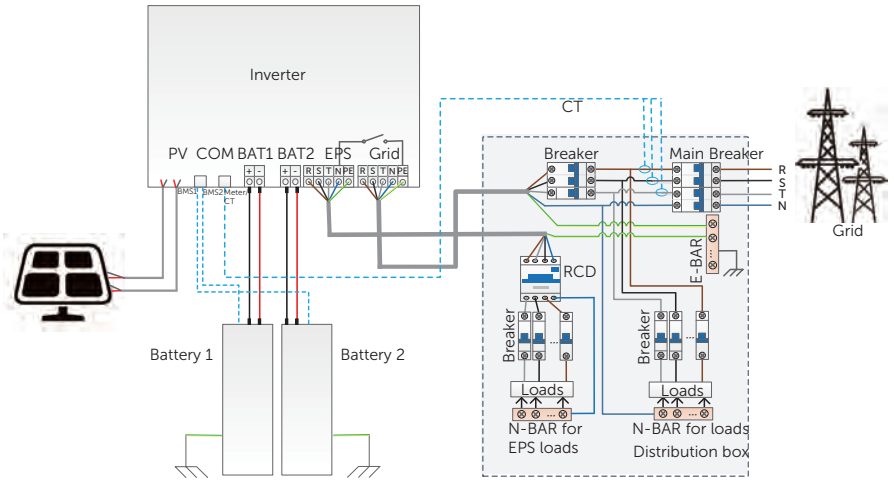 Inverter
CT
PV COM BAT1 BAT2 EPS Grid
+ - + - R S T N PE R S T N PE
BMS1 BMS2 Meter/
CT
Breaker Main Breaker
R
S
T
N
Grid
E-BAR
RCD
Breaker
Breaker
...
...
Battery 1
Battery 2
Loads
Loads
...
...
N-BAR for
EPS loads
N-BAR for loads
Distribution box